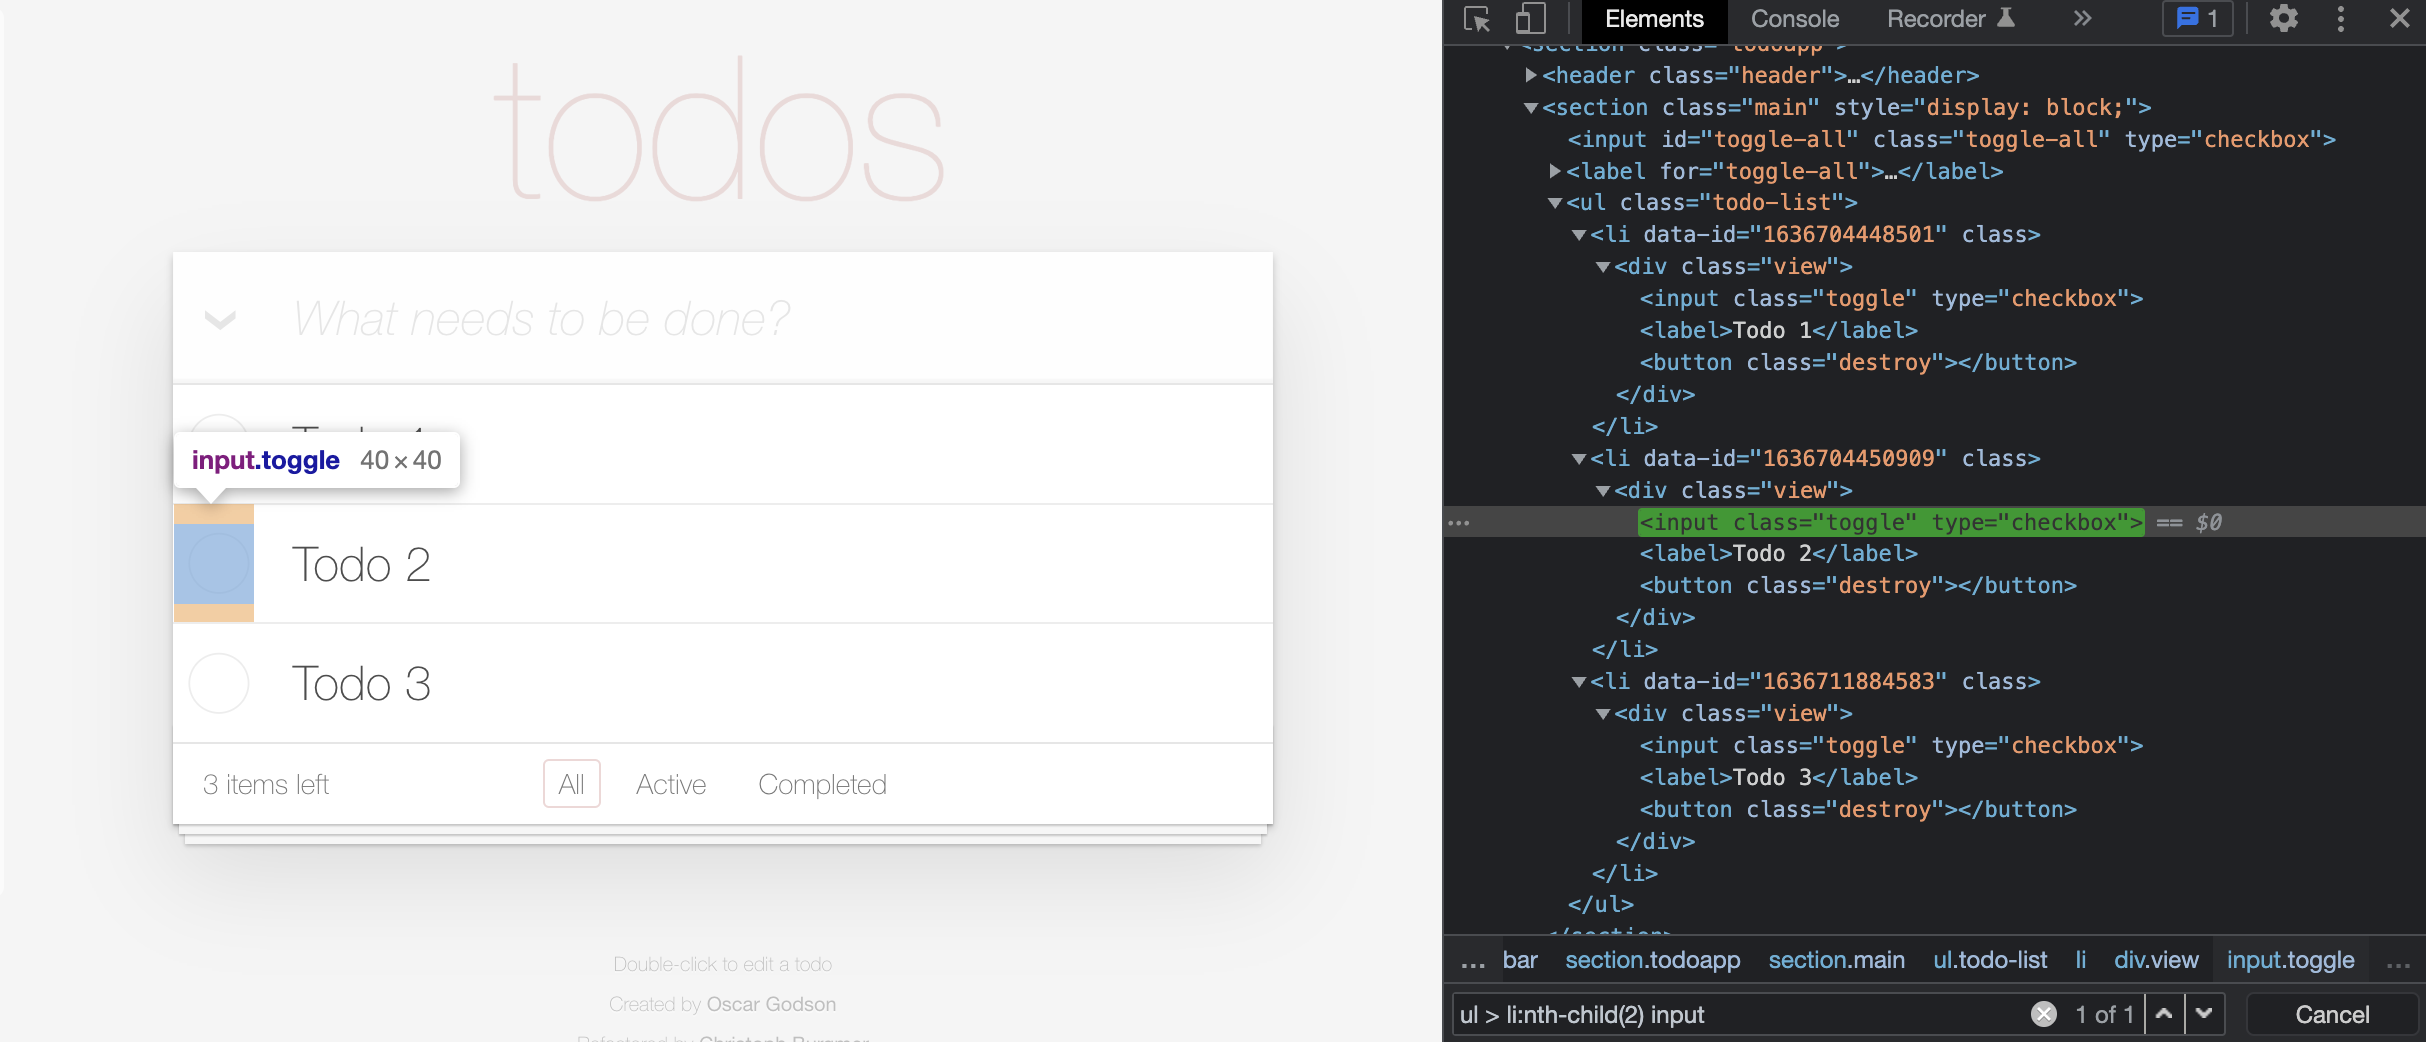 todos
What needs to be done?
input.toggle 40 × 40
Todo 2
Todo 3
3 items left All Active Completed
Double-click to edit a todo
Created by Oscar Godson
Refactored by Christoph Burgmer
Elements Console Recorder » 1
<section class="todoapp">
<header class="header">…</header>
<section class="main" style="display: block;">
<input id="toggle-all" class="toggle-all" type="checkbox">
<label for="toggle-all">…</label>
<ul class="todo-list">
<li data-id="1636704448501" class>
<div class="view">
<input class="toggle" type="checkbox">
<label>Todo 1</label>
<button class="destroy"></button>
</div>
</li>
<li data-id="1636704450909" class>
<div class="view">
… <input class="toggle" type="checkbox"> == $0
<label>Todo 2</label>
<button class="destroy"></button>
</div>
</li>
<li data-id="1636711884583" class>
<div class="view">
<input class="toggle" type="checkbox">
<label>Todo 3</label>
<button class="destroy"></button>
</div>
</li>
</ul>
</section>
… bar section.todoapp section.main ul.todo-list li div.view input.toggle …
ul > li:nth-child(2) input 1 of 1 Cancel